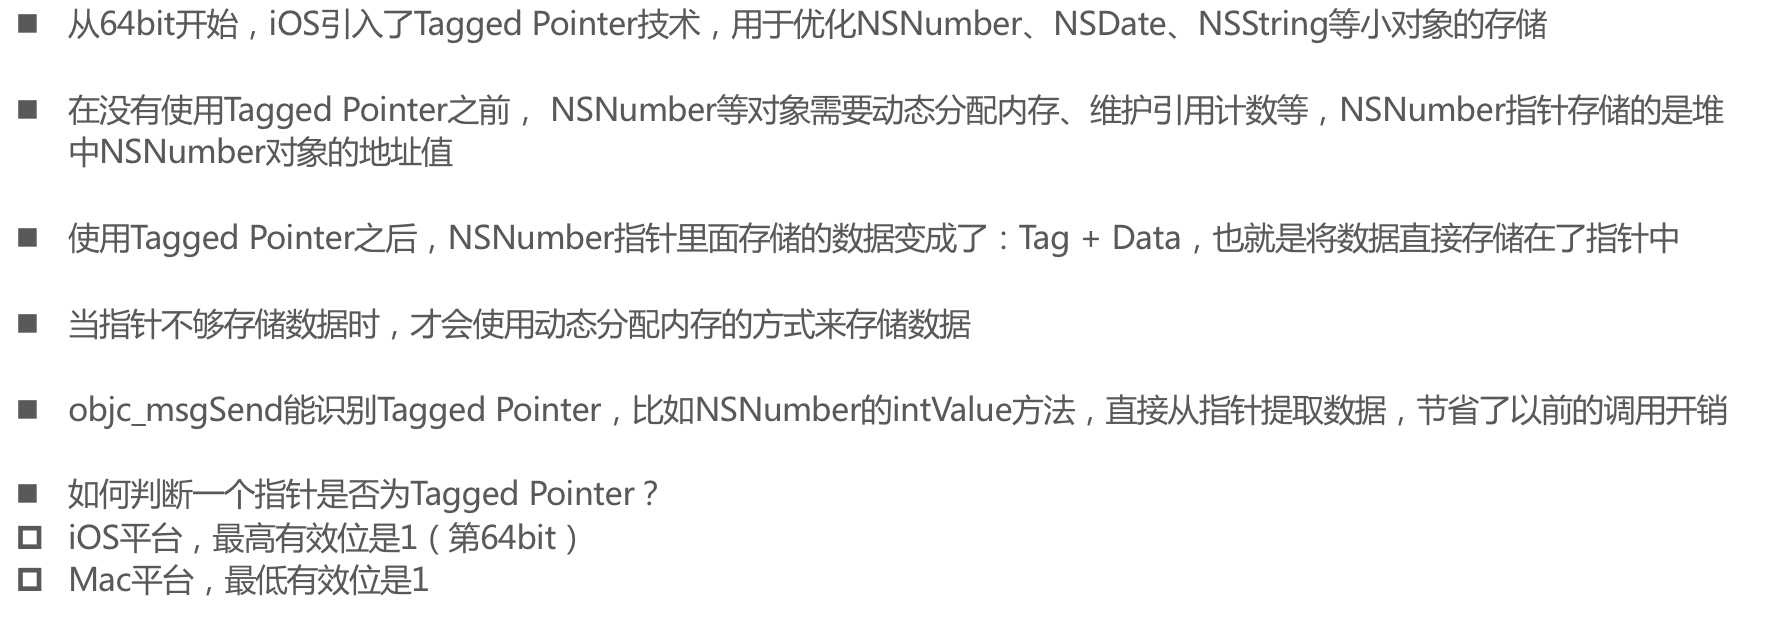 ■ 从64bit开始，iOS引入了Tagged Pointer技术，用于优化NSNumber、NSDate、NSString等小对象的存储
■ 在没有使用Tagged Pointer之前， NSNumber等对象需要动态分配内存、维护引用计数等，NSNumber指针存储的是堆
中NSNumber对象的地址值
■ 使用Tagged Pointer之后，NSNumber指针里面存储的数据变成了：Tag + Data，也就是将数据直接存储在了指针中
■ 当指针不够存储数据时，才会使用动态分配内存的方式来存储数据
■ objc_msgSend能识别Tagged Pointer，比如NSNumber的intValue方法，直接从指针提取数据，节省了以前的调用开销
■ 如何判断一个指针是否为Tagged Pointer？
□ iOS平台，最高有效位是1（第64bit）
□ Mac平台，最低有效位是1